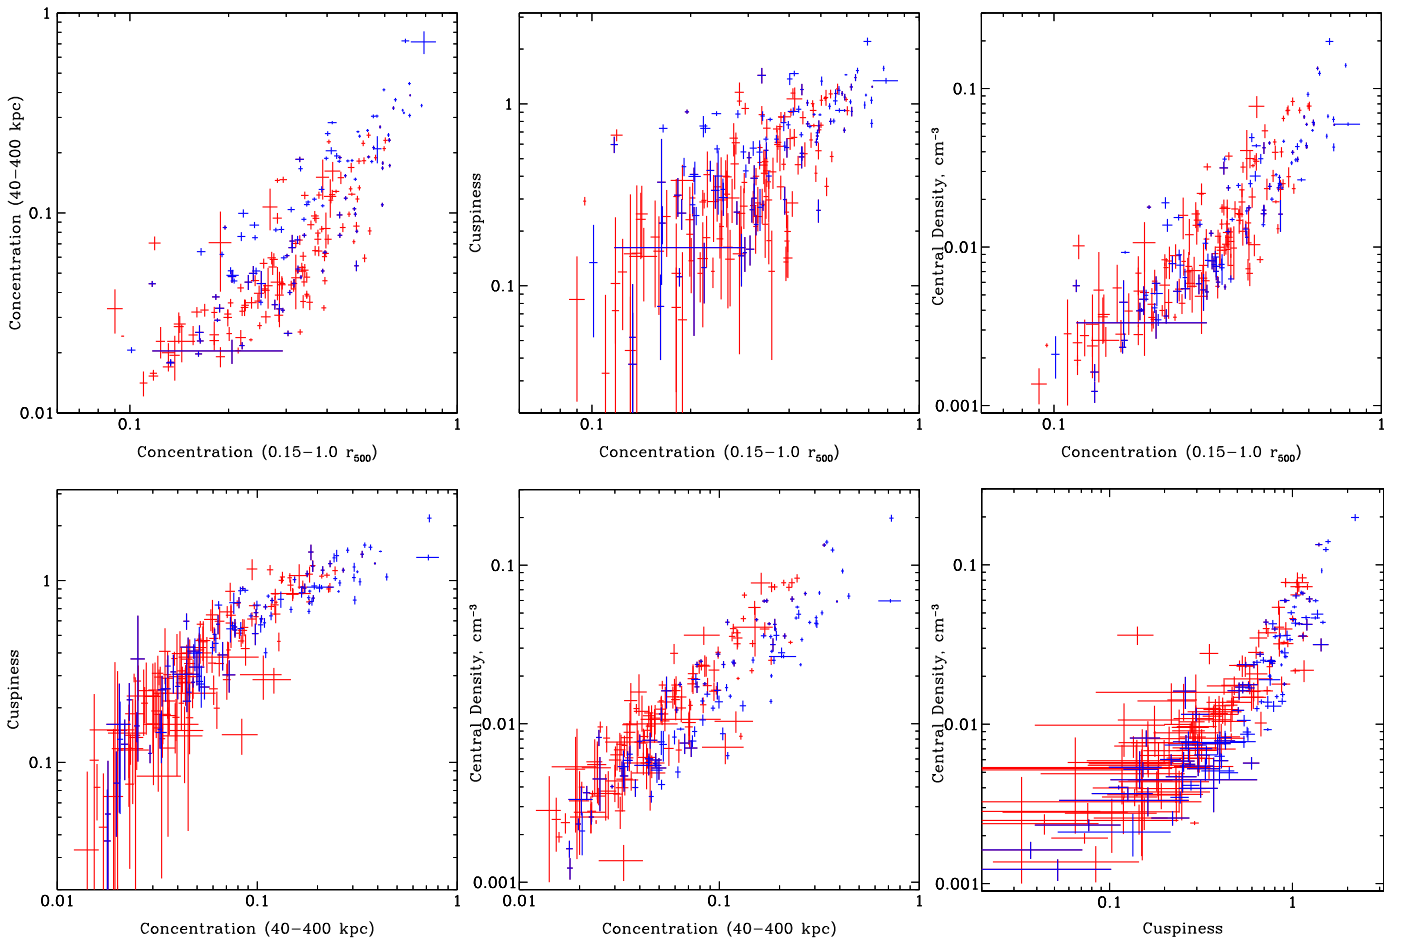 1
0.1
0.01
0.1
1
Concentration (40−400 kpc)
Concentration (0.15−1.0 r500)
1
0.1
0.1
1
Cuspiness
Concentration (0.15−1.0 r500)
0.1
0.01
0.001
0.1
1
Central Density, cm−3
Concentration (0.15−1.0 r500)
1
0.1
0.01
0.1
1
Cuspiness
Concentration (40−400 kpc)
0.1
0.01
0.001
0.01
0.1
1
Central Density, cm−3
Concentration (40−400 kpc)
0.1
0.01
0.001
0.1
1
Central Density, cm−3
Cuspiness